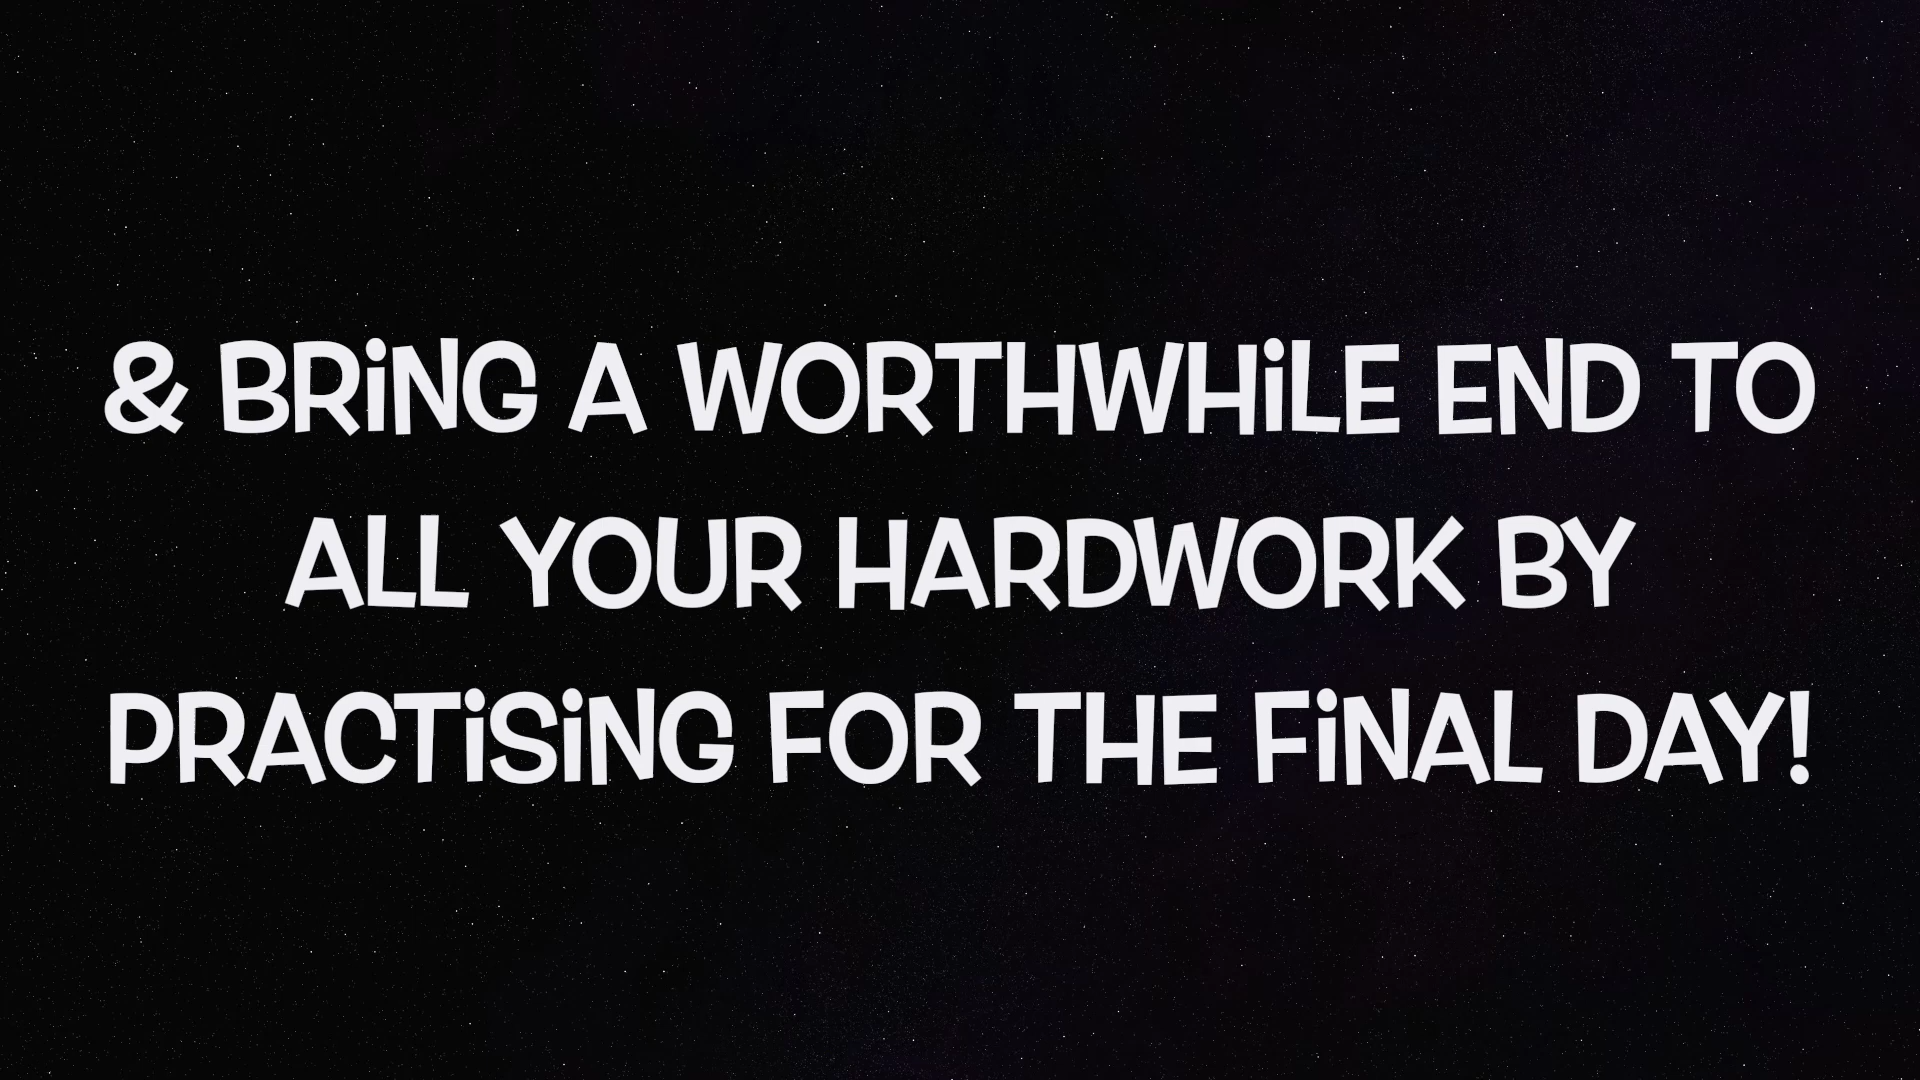 & BRiNG A WORTHWHiLE END TO
ALL YOUR HARDWORK BY
PRACTiSiNG FOR THE FiNAL DAY!